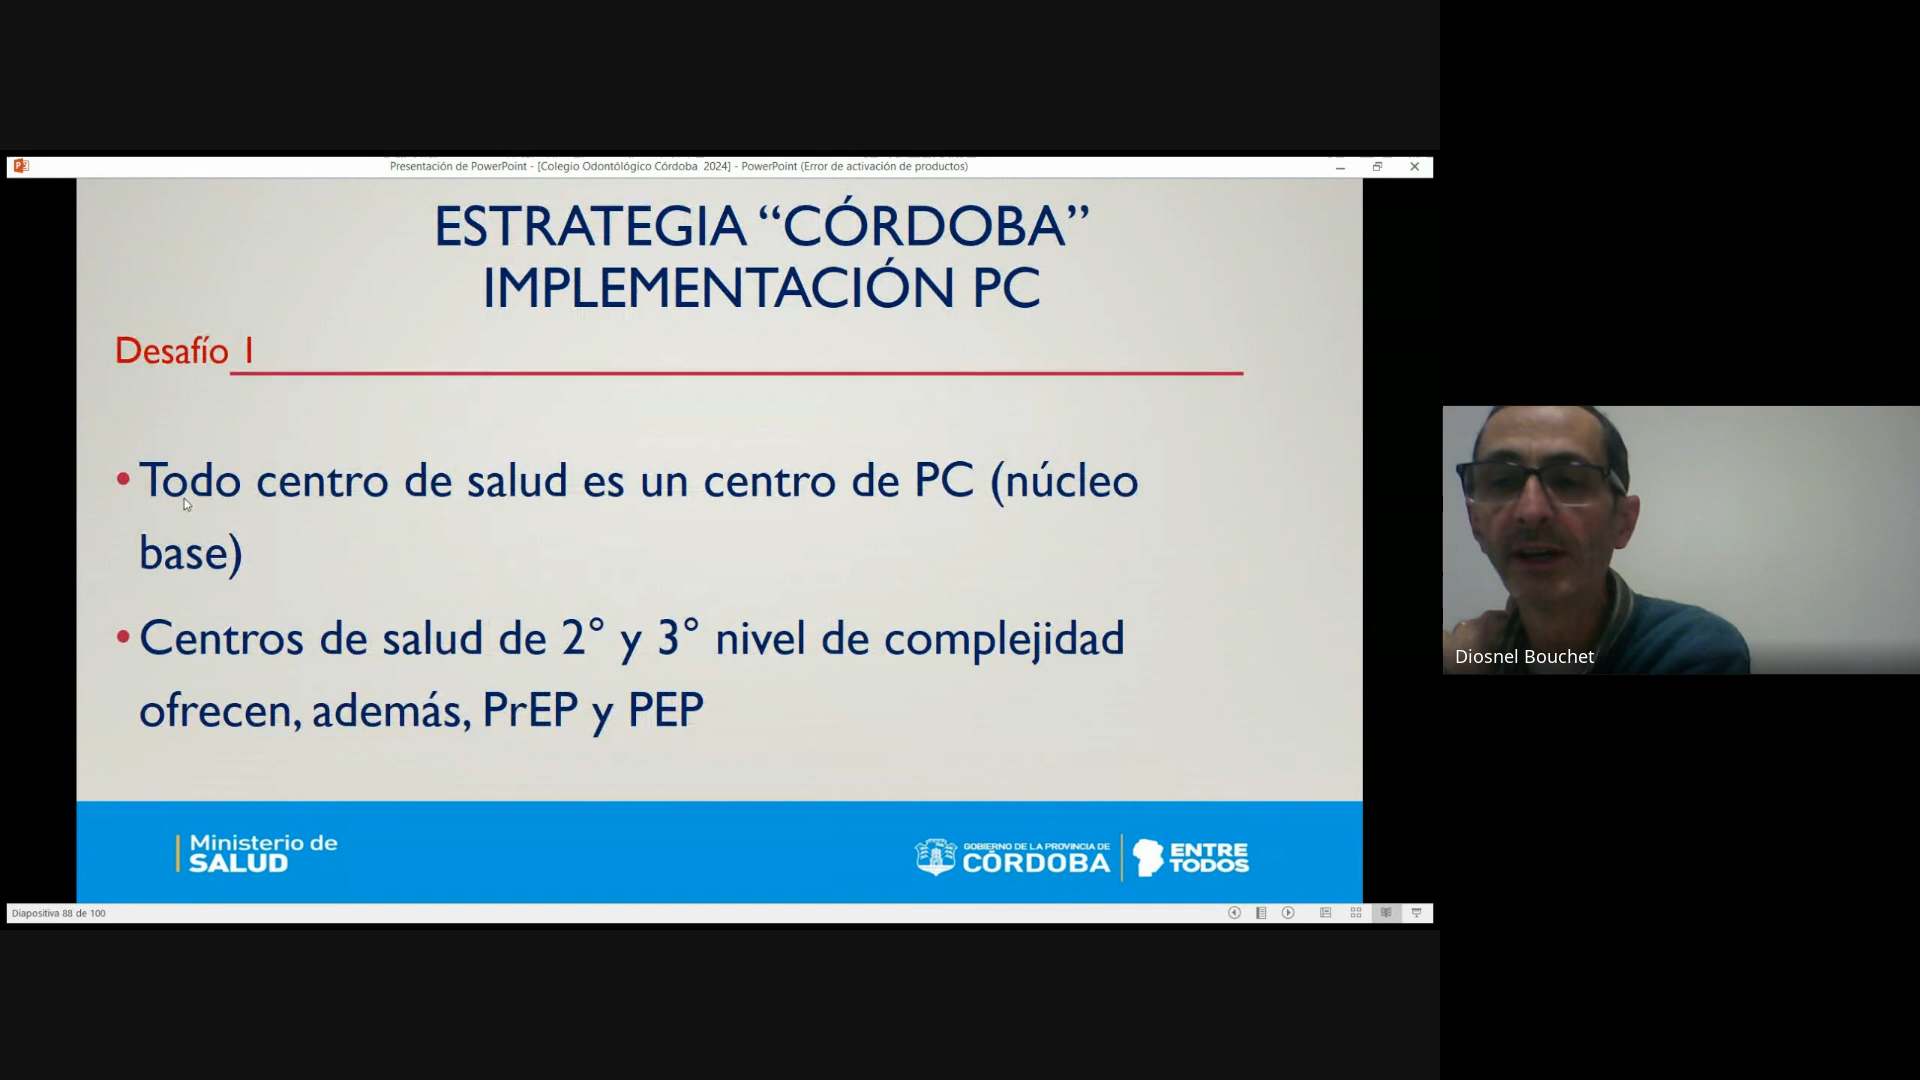 Presentación de PowerPoint - [Colegio Odontólógico Córdoba 2024] - PowerPoint (Error de activación de productos)
ESTRATEGIA “CÓRDOBA”
IMPLEMENTACIÓN PC
Desafío 1
• Todo centro de salud es un centro de PC (núcleo
base)
• Centros de salud de 2° y 3° nivel de complejidad
ofrecen, además, PrEP y PEP
Ministerio de
SALUD
GOBIERNO DE LA PROVINCIA DE
CÓRDOBA
ENTRE
TODOS
Diapositiva 88 de 100
Diosnel Bouchet